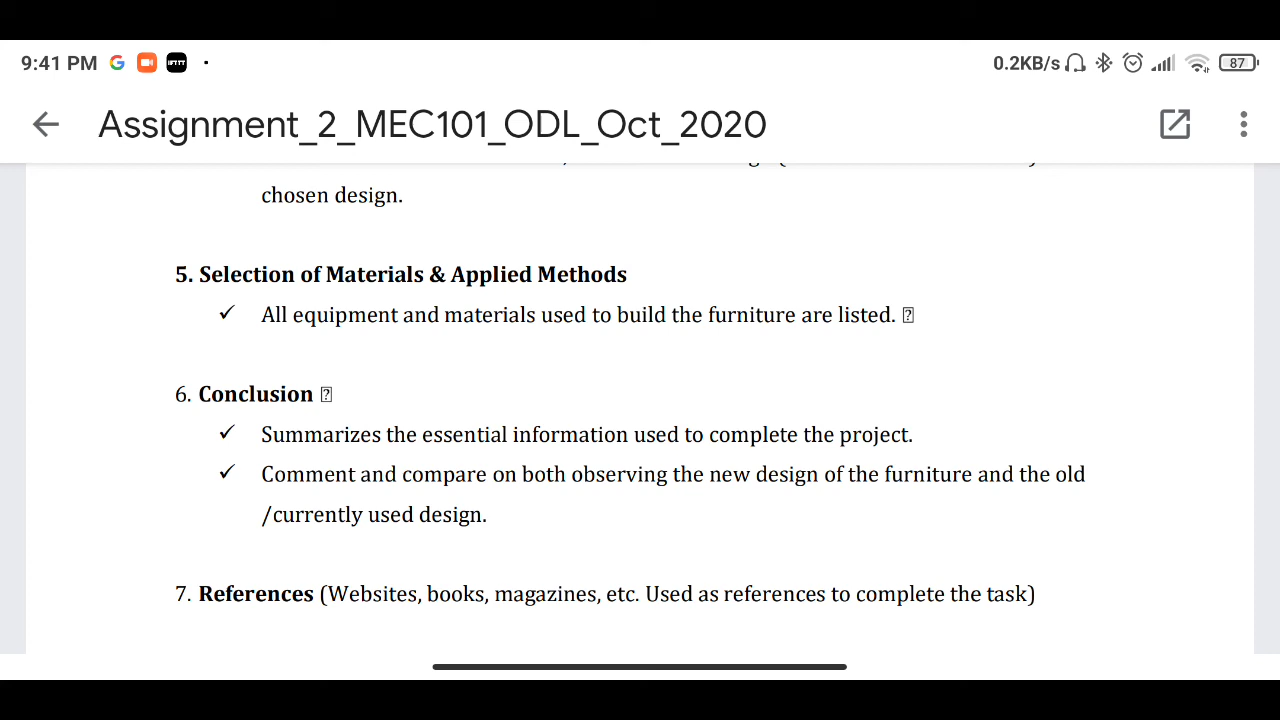 9:41 PM
IFTTT
0.2KB/s
87
Assignment_2_MEC101_ODL_Oct_2020
chosen design.
5. Selection of Materials & Applied Methods
✓ All equipment and materials used to build the furniture are listed. 
6. Conclusion
✓ Summarizes the essential information used to complete the project.
✓ Comment and compare on both observing the new design of the furniture and the old
/currently used design.
7. References (Websites, books, magazines, etc. Used as references to complete the task)